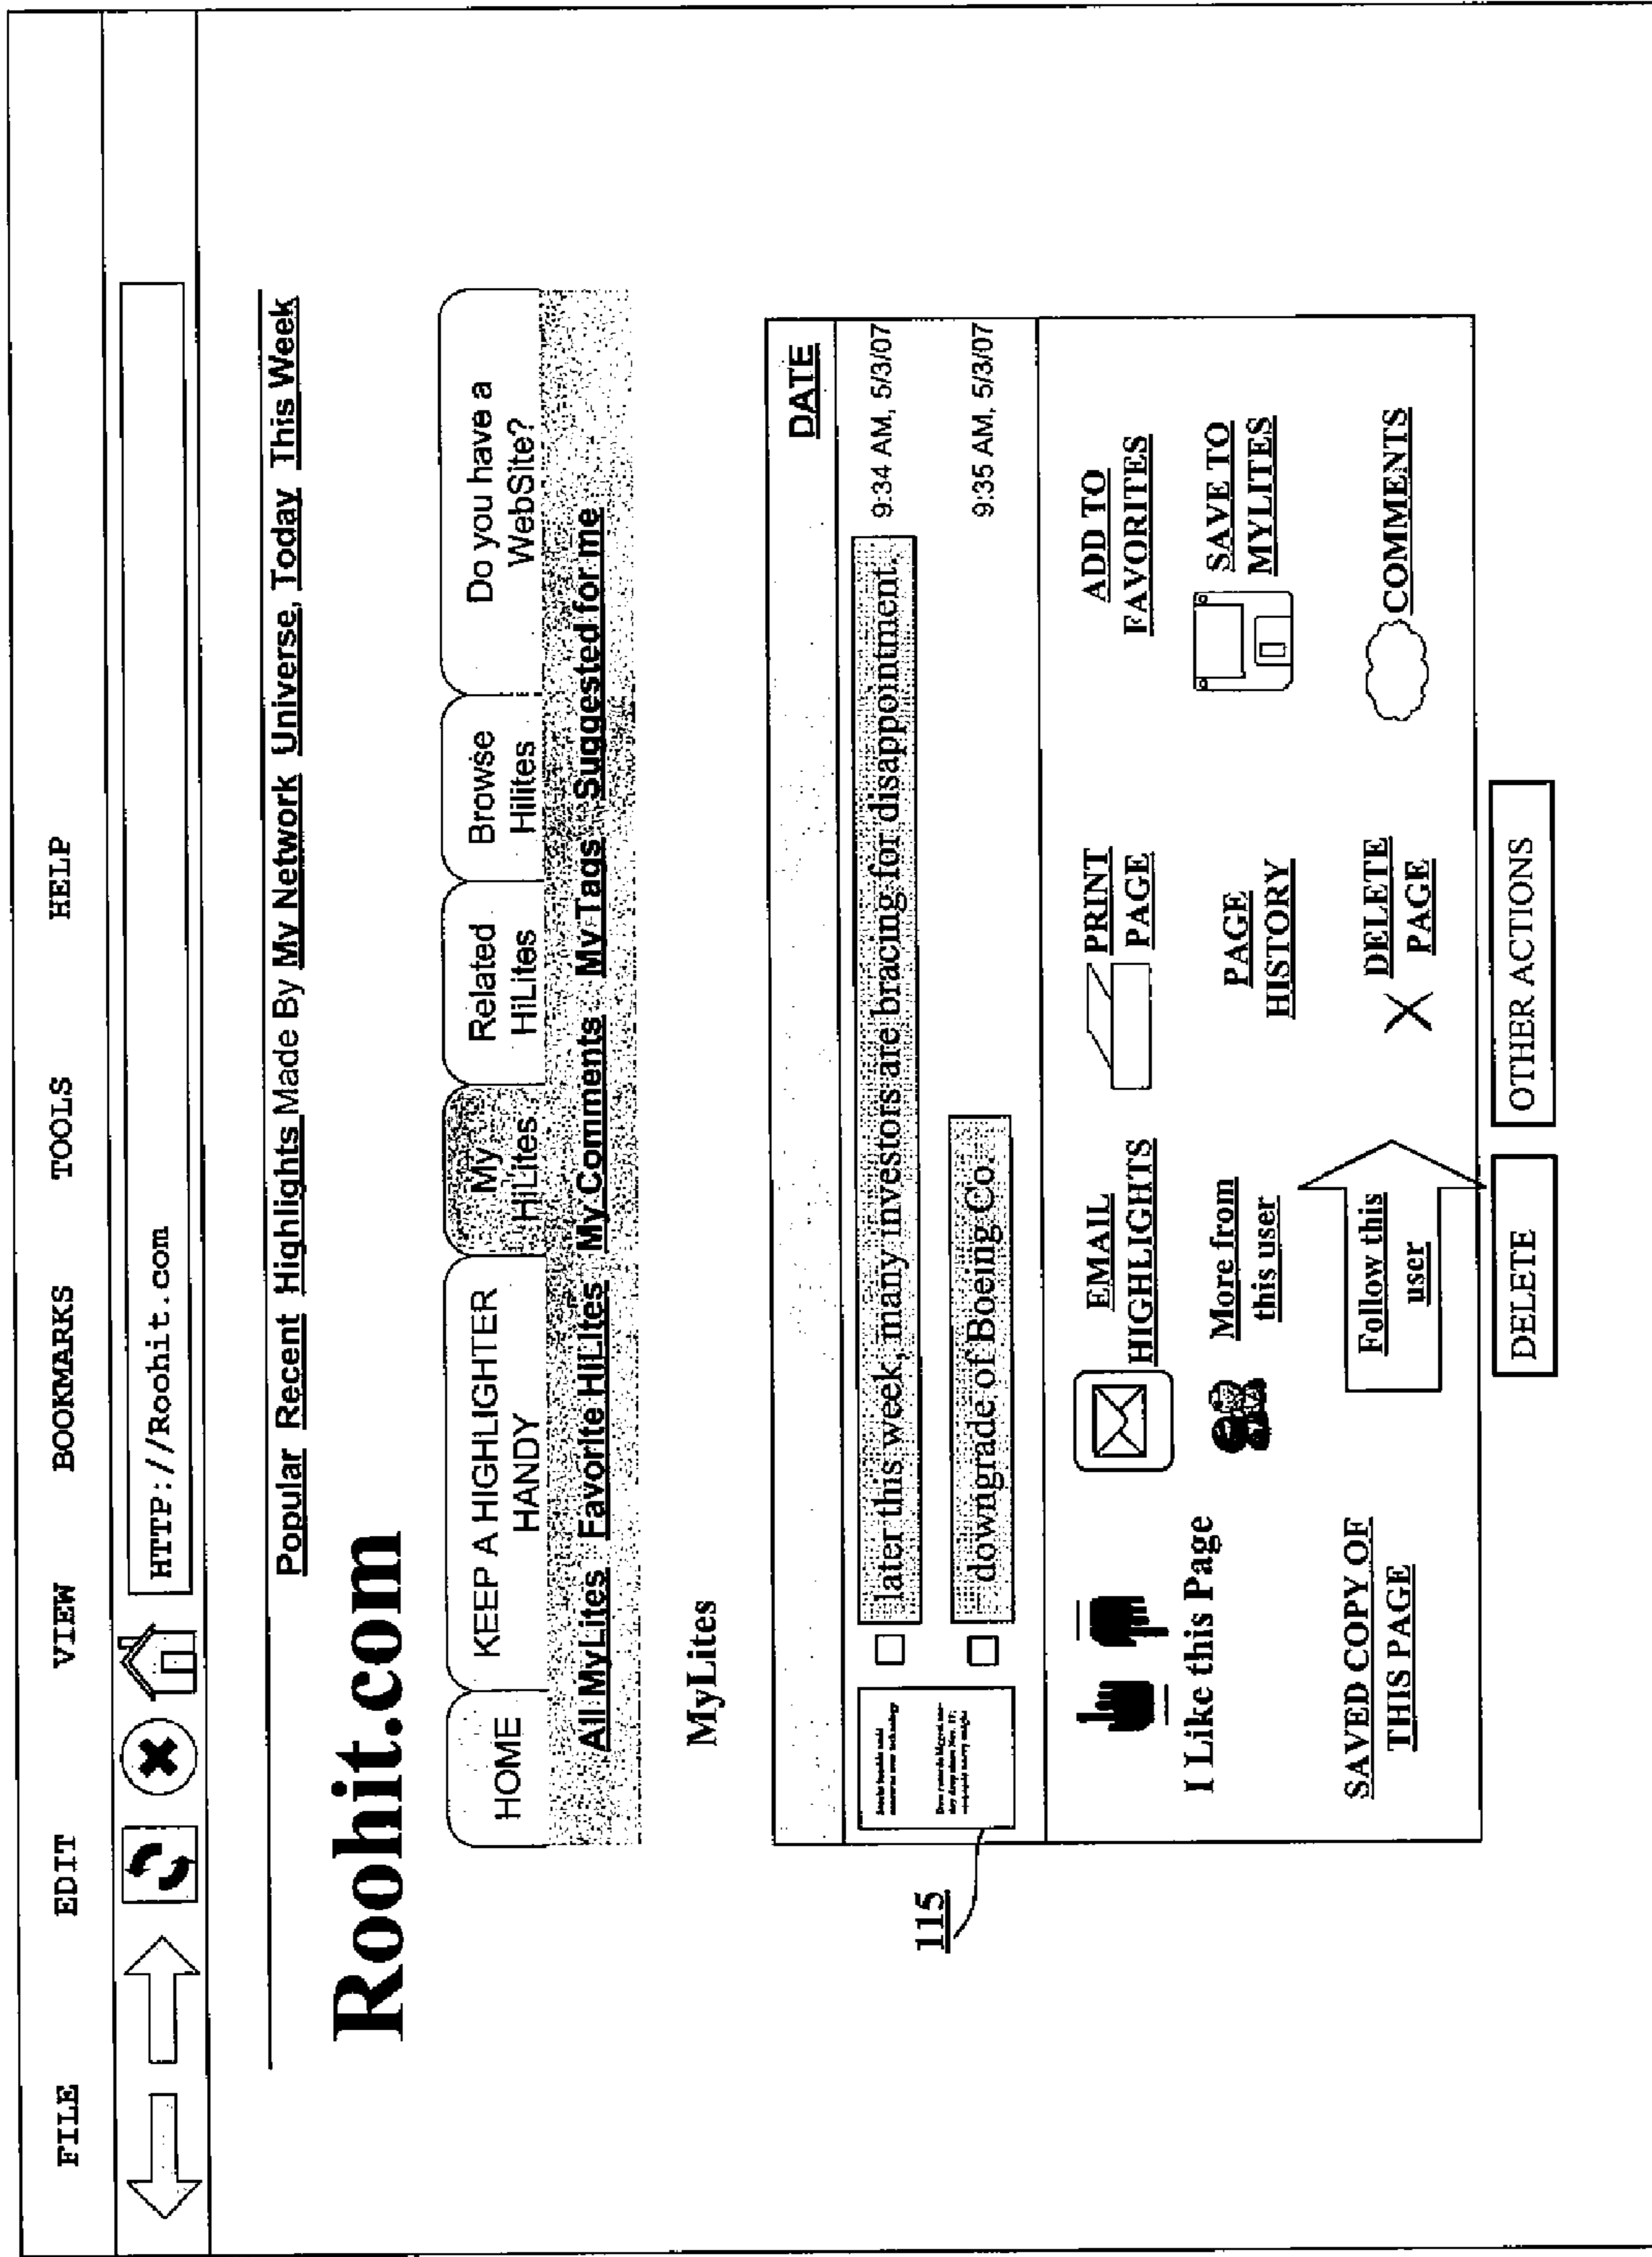 FILE EDIT VIEW BOOKMARKS TOOLS HELP
HTTP://Roohit.com
Popular Recent Highlights Made By My Network Universe, Today This Week
Roohit.com
HOME
KEEP A HIGHLIGHTER
HANDY
My
HiLites
Related
HiLites
Browse
Hilites
Do you have a
WebSite?
All MyLites Favorite HiLites My Comments My Tags Suggested for me
MyLites
DATE
later this week, many investors are bracing for disappointment. 9:34 AM, 5/3/07
downgrade of Boeing Co. 9:35 AM, 5/3/07
115
I Like this Page
EMAIL
HIGHLIGHTS
PRINT
PAGE
ADD TO
FAVORITES
More from
this user
PAGE
HISTORY
SAVE TO
MYLITES
SAVED COPY OF
THIS PAGE
Follow this
user
DELETE
PAGE
COMMENTS
DELETE
OTHER ACTIONS